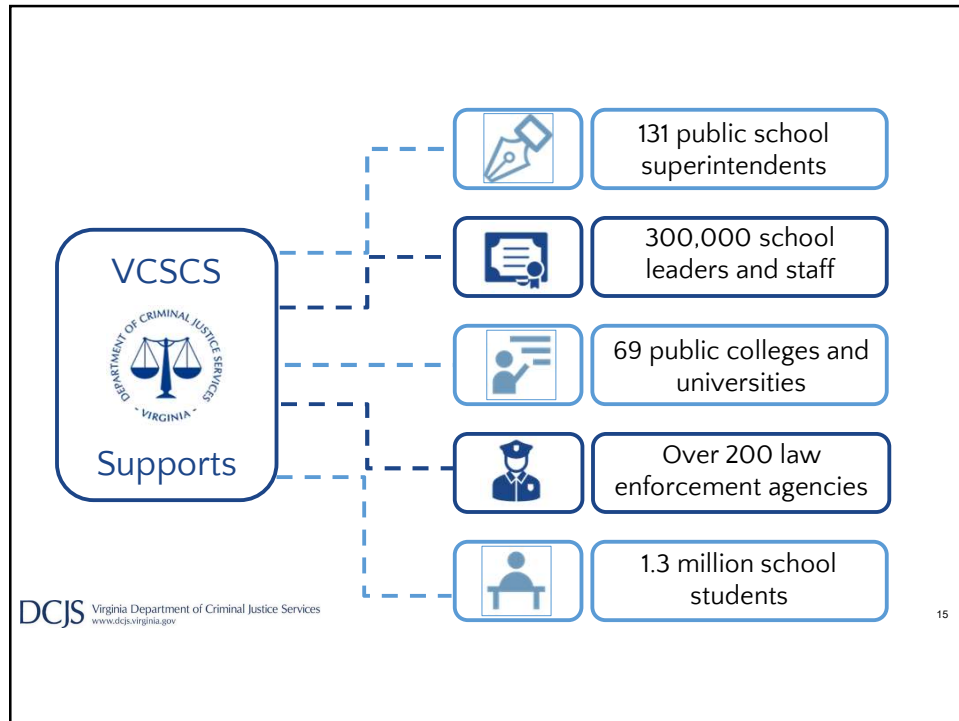 VCSCS
DEPARTMENT OF CRIMINAL JUSTICE SERVICES
- VIRGINIA -
Supports
131 public school
superintendents
300,000 school
leaders and staff
69 public colleges and
universities
Over 200 law
enforcement agencies
1.3 million school
students
DCJS Virginia Department of Criminal Justice Services
www.dcjs.virginia.gov
15